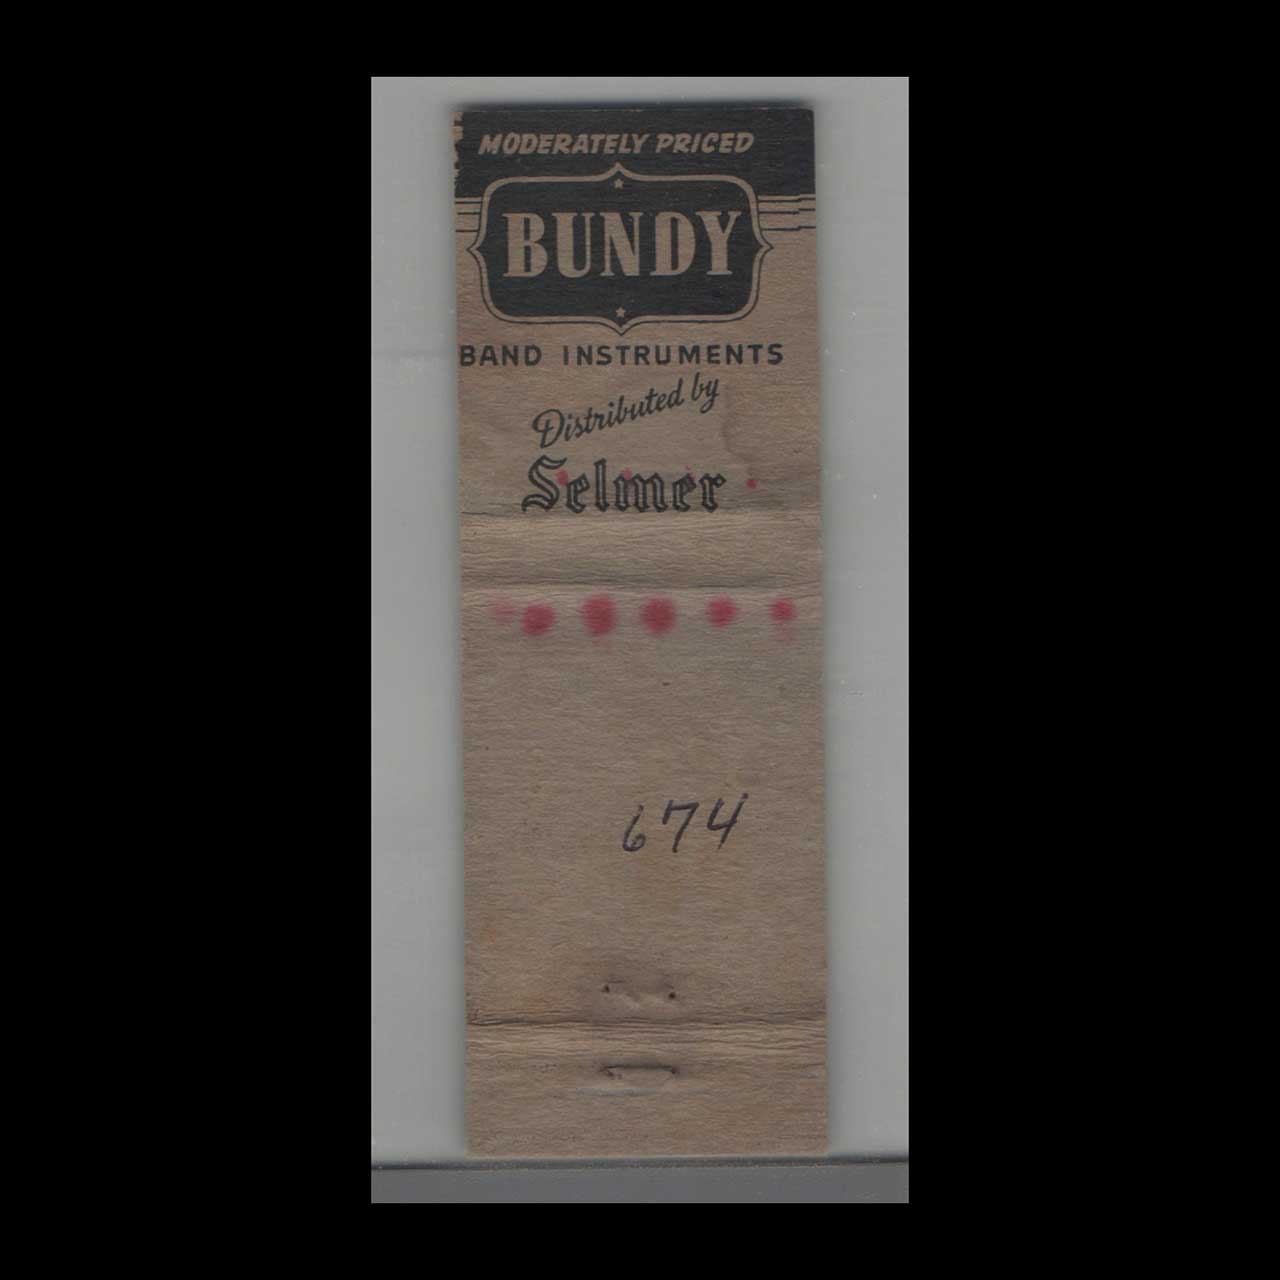 MODERATELY PRICED
BUNDY
BAND INSTRUMENTS
Distributed by
Selmer
674